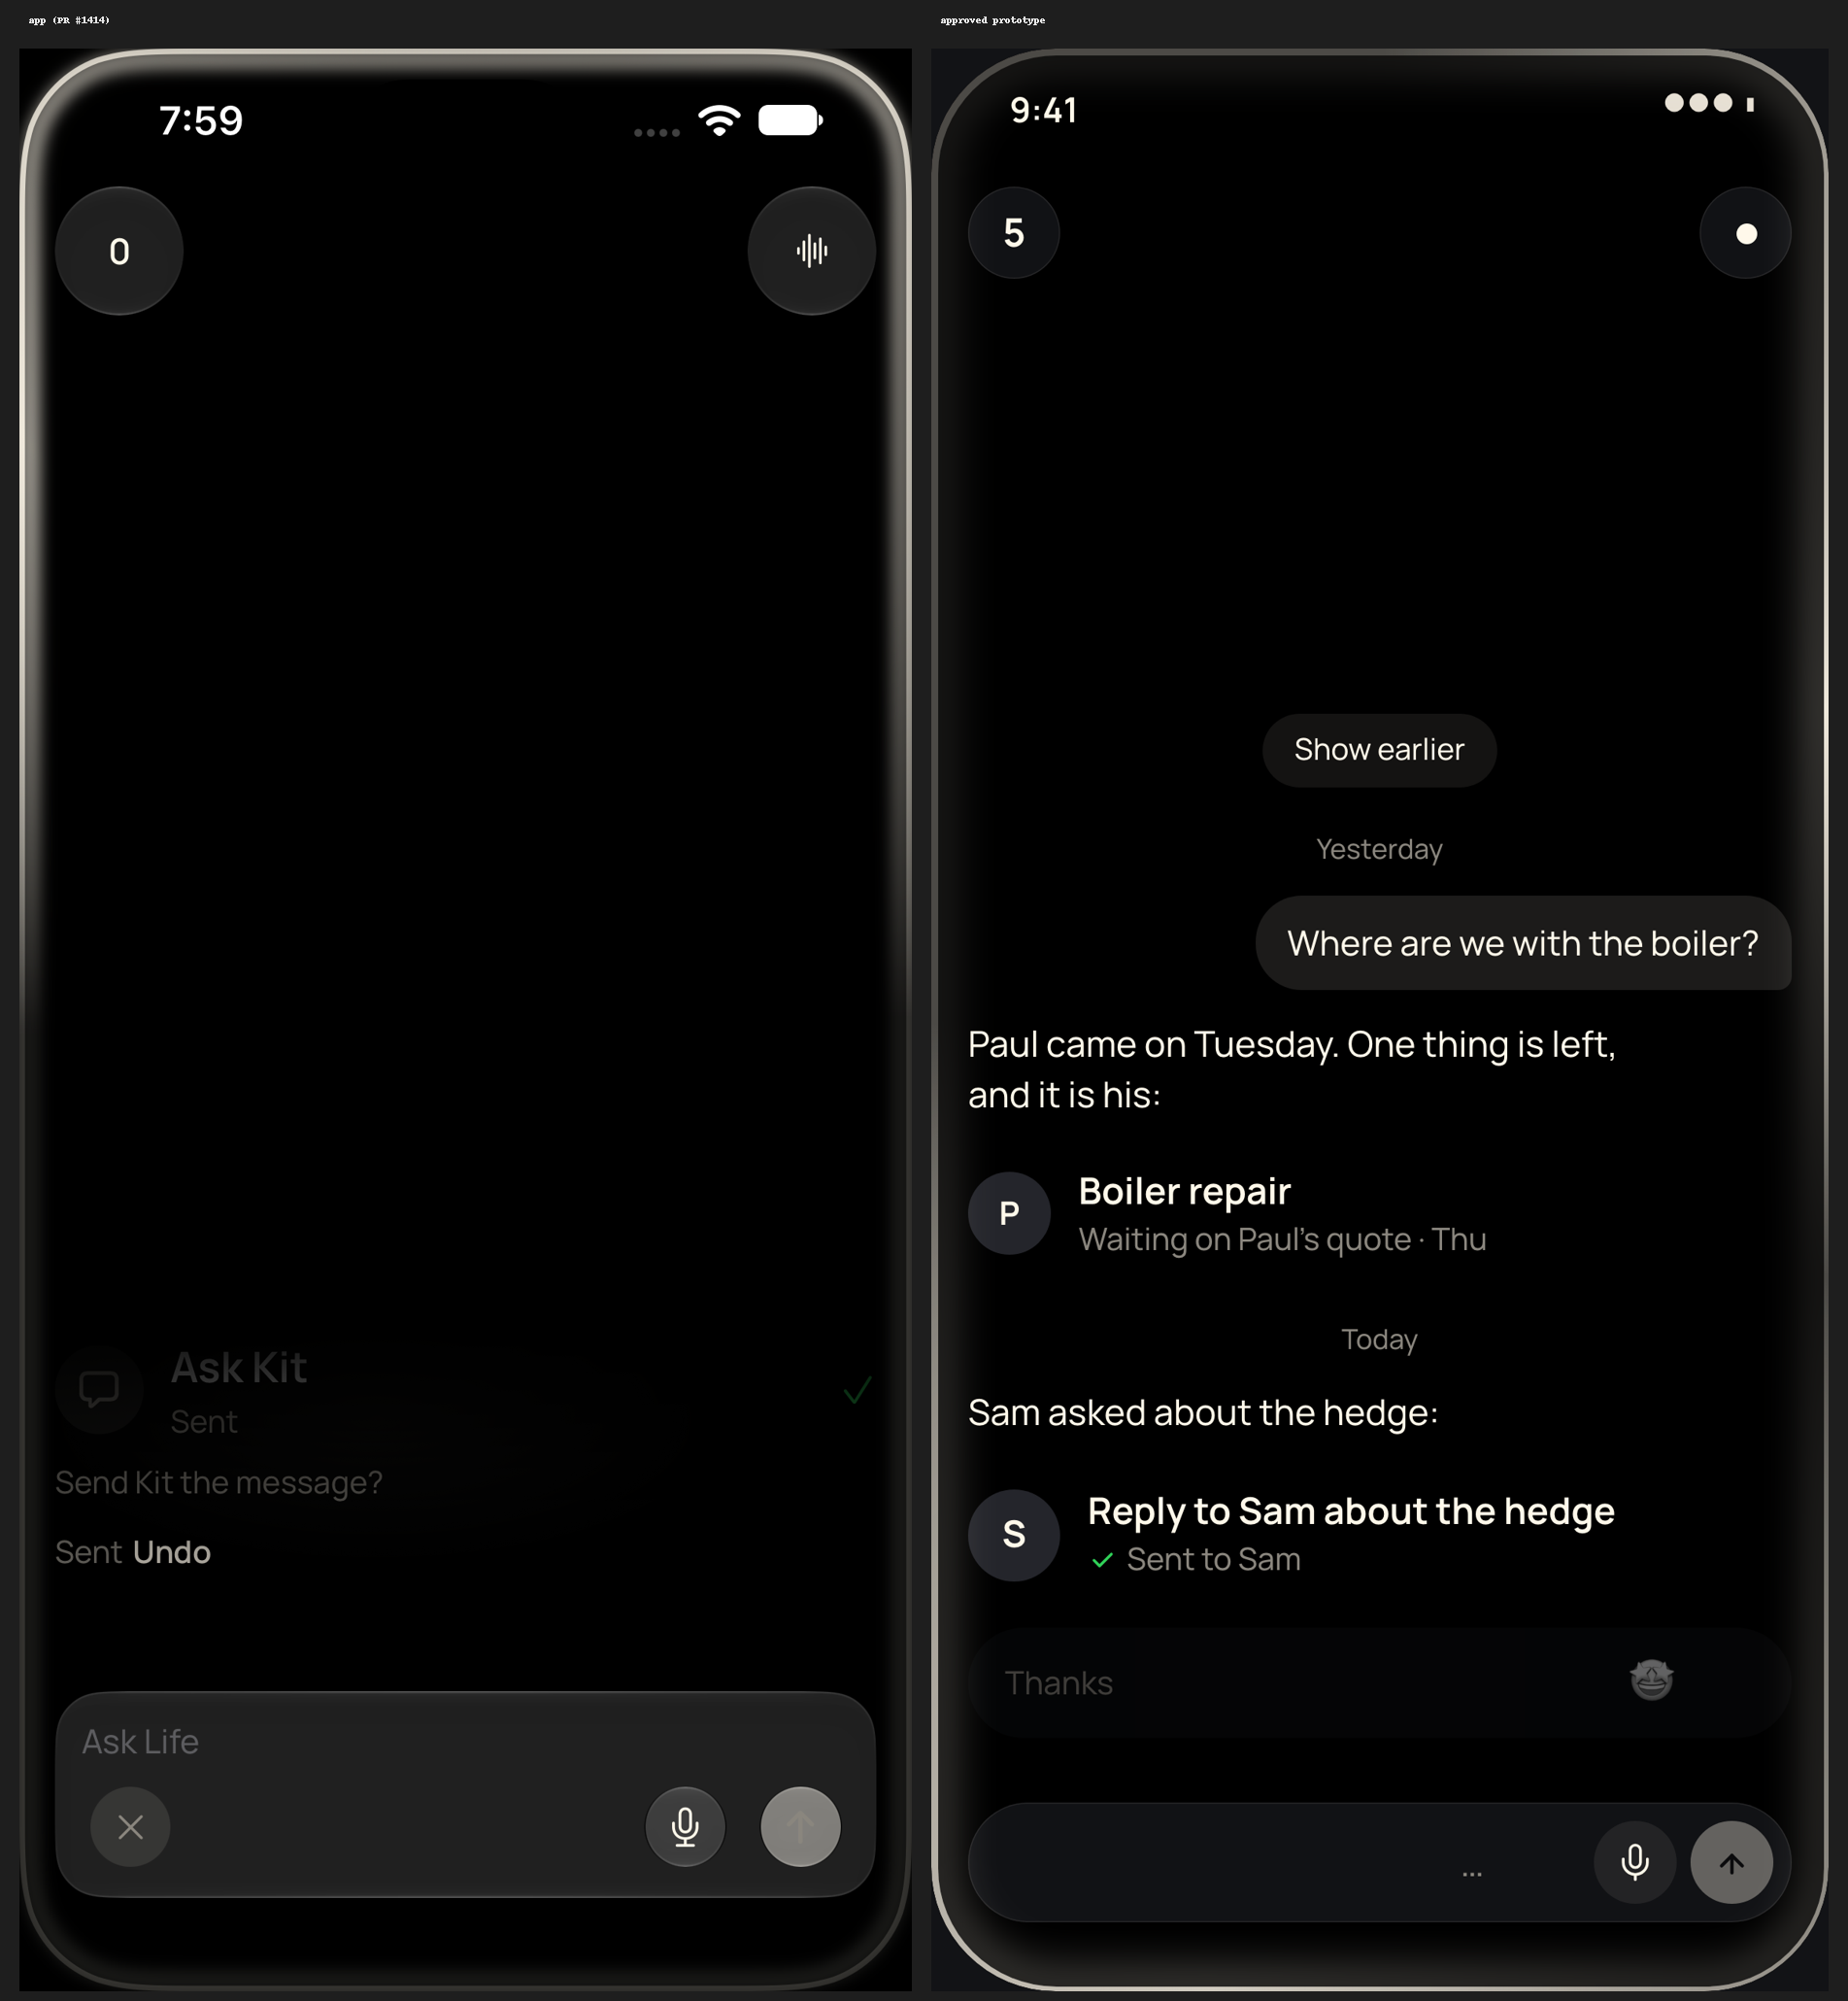 app (PR #1414)
7:59
0
Ask Kit
Sent
Send Kit the message?
Sent Undo
Ask Life
approved prototype
9:41
5
Show earlier
Yesterday
Where are we with the boiler?
Paul came on Tuesday. One thing is left,
and it is his:
P
Boiler repair
Waiting on Paul's quote · Thu
Today
Sam asked about the hedge:
S
Reply to Sam about the hedge
Sent to Sam
Thanks
...